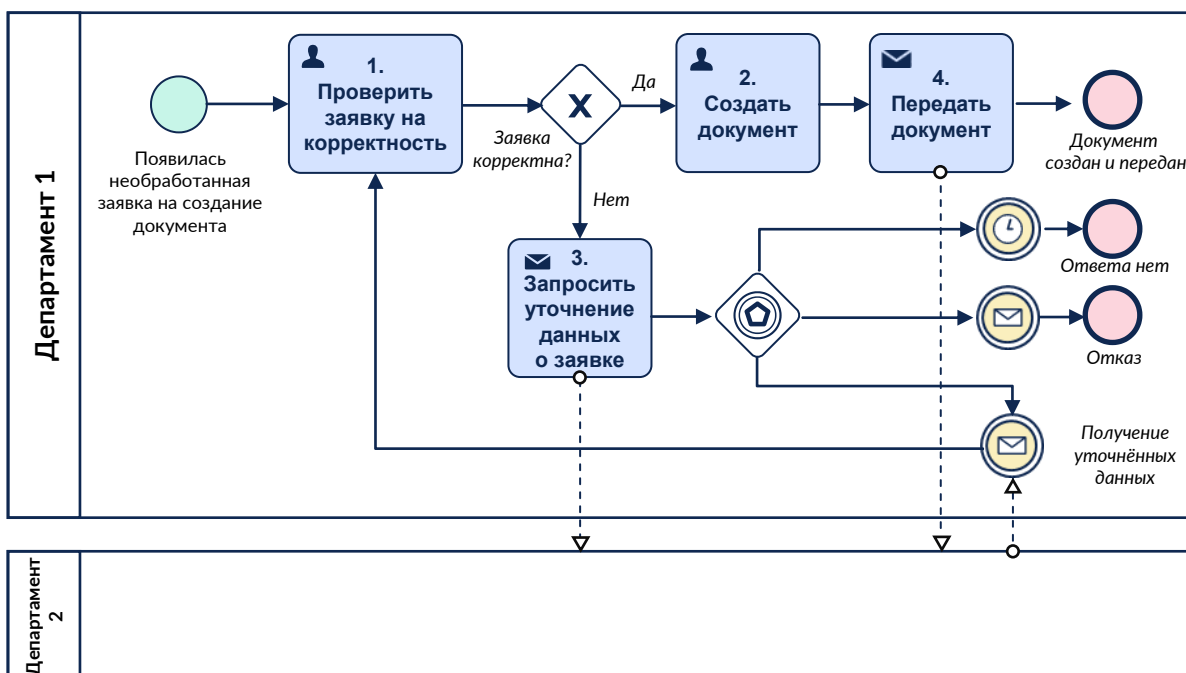 Департамент 1
Появилась
необработанная
заявка на создание
документа
1.
Проверить
заявку на
корректность
Заявка
корректна?
X
Да
Нет
2.
Создать
документ
4.
Передать
документ
Документ
создан и передан
3.
Запросить
уточнение
данных
о заявке
Ответа нет
Отказ
Получение
уточнённых
данных
Департамент
2